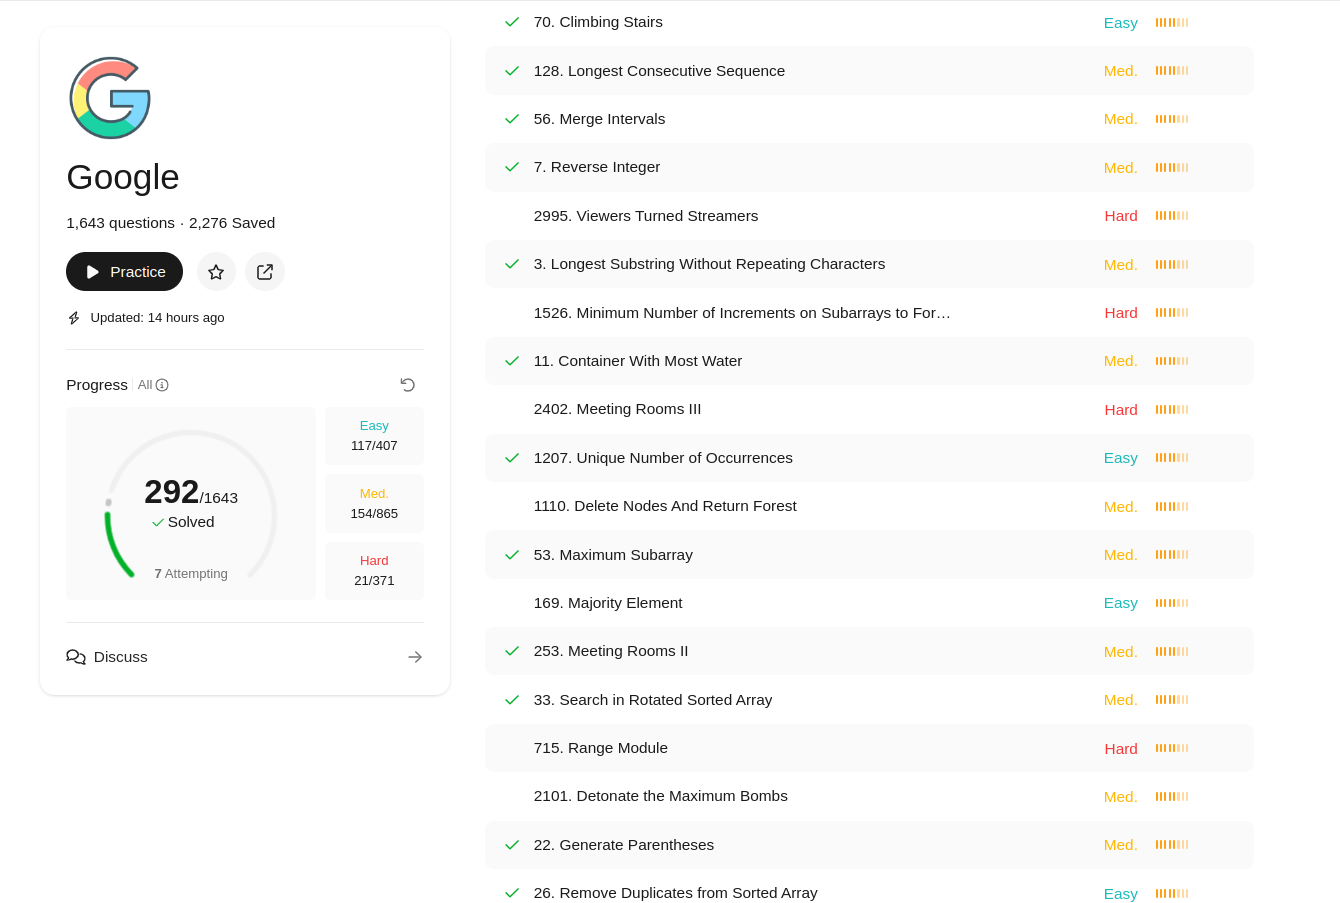 Google
1,643 questions · 2,276 Saved
Practice
Updated: 14 hours ago
Progress All
292/1643
Solved
7 Attempting
Easy
117/407
Med.
154/865
Hard
21/371
Discuss
70. Climbing Stairs Easy
128. Longest Consecutive Sequence Med.
56. Merge Intervals Med.
7. Reverse Integer Med.
2995. Viewers Turned Streamers Hard
3. Longest Substring Without Repeating Characters Med.
1526. Minimum Number of Increments on Subarrays to For… Hard
11. Container With Most Water Med.
2402. Meeting Rooms III Hard
1207. Unique Number of Occurrences Easy
1110. Delete Nodes And Return Forest Med.
53. Maximum Subarray Med.
169. Majority Element Easy
253. Meeting Rooms II Med.
33. Search in Rotated Sorted Array Med.
715. Range Module Hard
2101. Detonate the Maximum Bombs Med.
22. Generate Parentheses Med.
26. Remove Duplicates from Sorted Array Easy